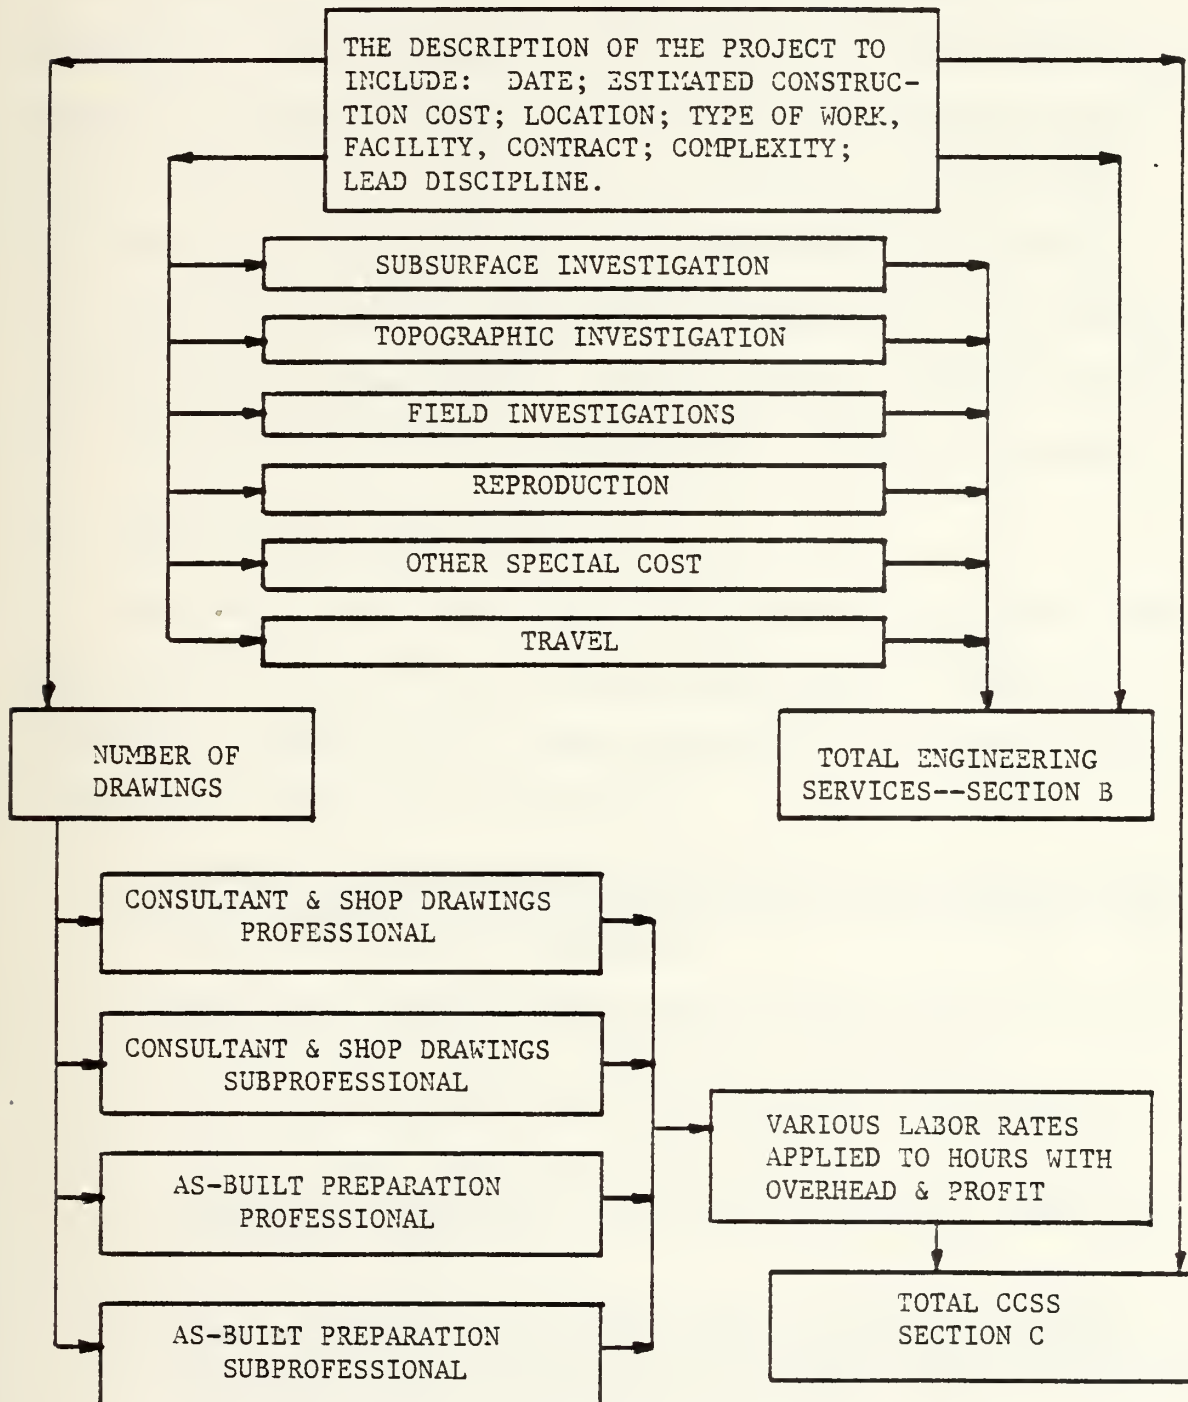 THE DESCRIPTION OF THE PROJECT TO
INCLUDE: DATE; ESTIMATED CONSTRUC-
TION COST; LOCATION; TYPE OF WORK,
FACILITY, CONTRACT; COMPLEXITY;
LEAD DISCIPLINE.
SUBSURFACE INVESTIGATION
TOPOGRAPHIC INVESTIGATION
FIELD INVESTIGATIONS
REPRODUCTION
OTHER SPECIAL COST
TRAVEL
NUMBER OF
DRAWINGS
TOTAL ENGINEERING
SERVICES--SECTION B
CONSULTANT & SHOP DRAWINGS
PROFESSIONAL
CONSULTANT & SHOP DRAWINGS
SUBPROFESSIONAL
AS-BUILT PREPARATION
PROFESSIONAL
AS-BUILT PREPARATION
SUBPROFESSIONAL
VARIOUS LABOR RATES
APPLIED TO HOURS WITH
OVERHEAD & PROFIT
TOTAL CCSS
SECTION C